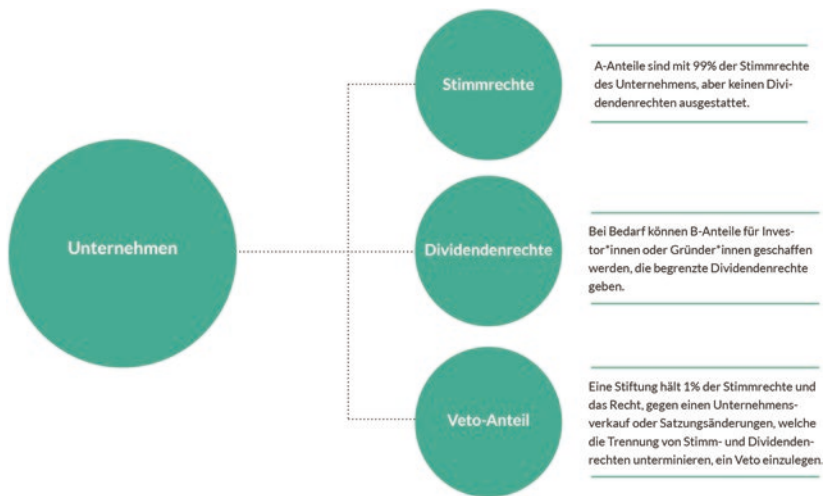 Stimmrechte
A-Anteile sind mit 99% der Stimmrechte
des Unternehmens, aber keinen Divi-
dendenrechten ausgestattet.
Unternehmen
Dividendenrechte
Bei Bedarf können B-Anteile für Inves-
tor*innen oder Gründer*innen geschaffen
werden, die begrenzte Dividendenrechte
geben.
Veto-Anteil
Eine Stiftung hält 1% der Stimmrechte und
das Recht, gegen einen Unternehmens-
verkauf oder Satzungsänderungen, welche
die Trennung von Stimm- und Dividenden-
rechten unterminieren, ein Veto einzulegen.